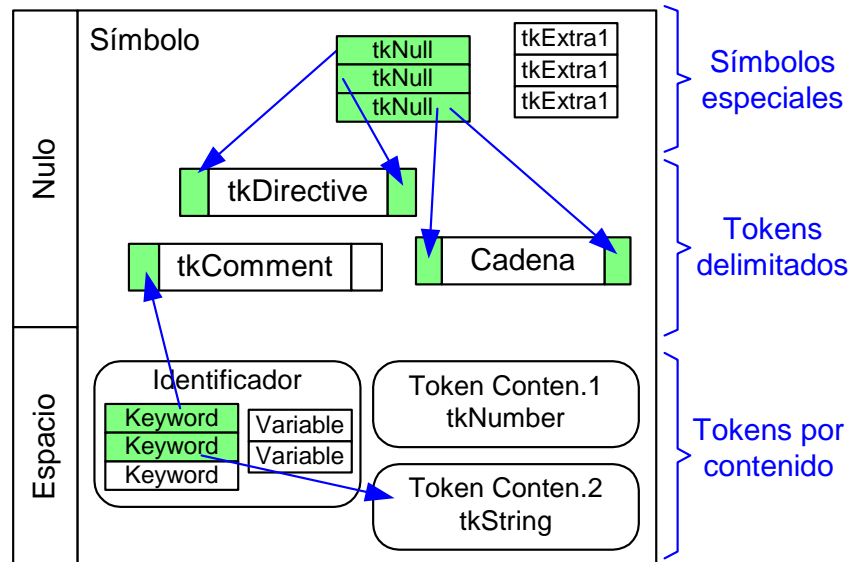 Nulo
Símbolo
tkNull
tkNull
tkNull
tkExtra1
tkExtra1
tkExtra1
Símbolos
especiales
tkDirective
tkComment
Cadena
Tokens
delimitados
Espacio
Identificador
Keyword
Keyword
Keyword
Variable
Variable
Token Conten.1
tkNumber
Token Conten.2
tkString
Tokens por
contenido